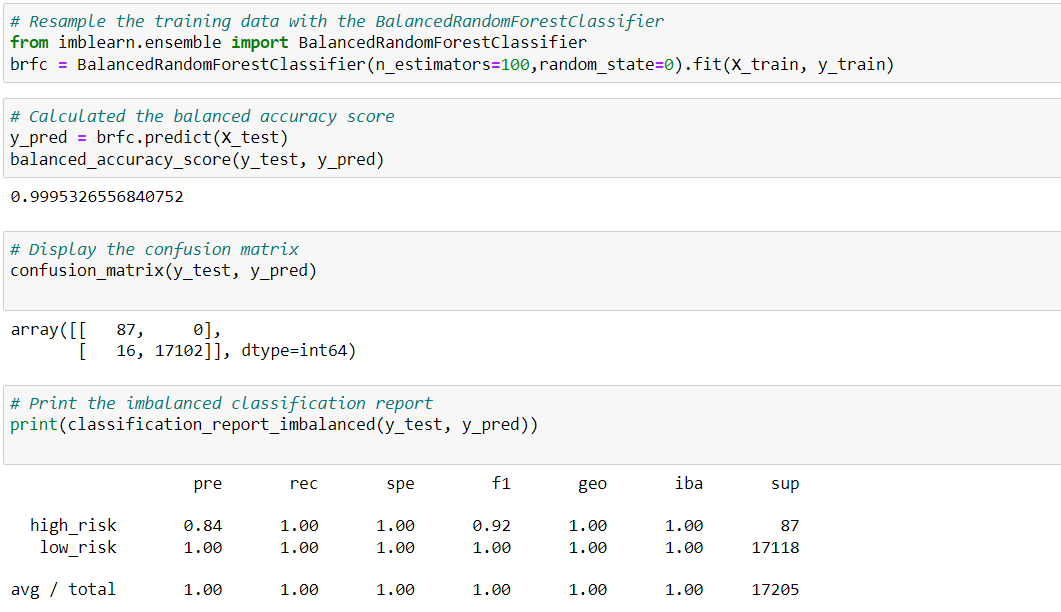 # Resample the training data with the BalancedRandomForestClassifier
from imblearn.ensemble import BalancedRandomForestClassifier
brfc = BalancedRandomForestClassifier(n_estimators=100,random_state=0).fit(X_train, y_train)
# Calculated the balanced accuracy score
y_pred = brfc.predict(X_test)
balanced_accuracy_score(y_test, y_pred)
0.9995326556840752
# Display the confusion matrix
confusion_matrix(y_test, y_pred)
array([[   87,     0],
       [   16, 17102]], dtype=int64)
# Print the imbalanced classification report
print(classification_report_imbalanced(y_test, y_pred))
                   pre       rec       spe        f1       geo       iba       sup
  high_risk       0.84      1.00      1.00      0.92      1.00      1.00        87
   low_risk       1.00      1.00      1.00      1.00      1.00      1.00     17118
avg / total       1.00      1.00      1.00      1.00      1.00      1.00     17205